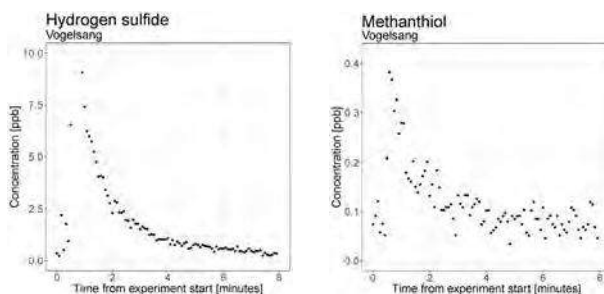 Hydrogen sulfide
Vogelsang
10.0
7.5
5.0
2.5
0.0
Concentration [ppb]
0 2 4 6 8
Time from experiment start [minutes]
Methanthiol
Vogelsang
0.4
0.3
0.2
0.1
0.0
Concentration [ppb]
0 2 4 6 8
Time from experiment start [minutes]